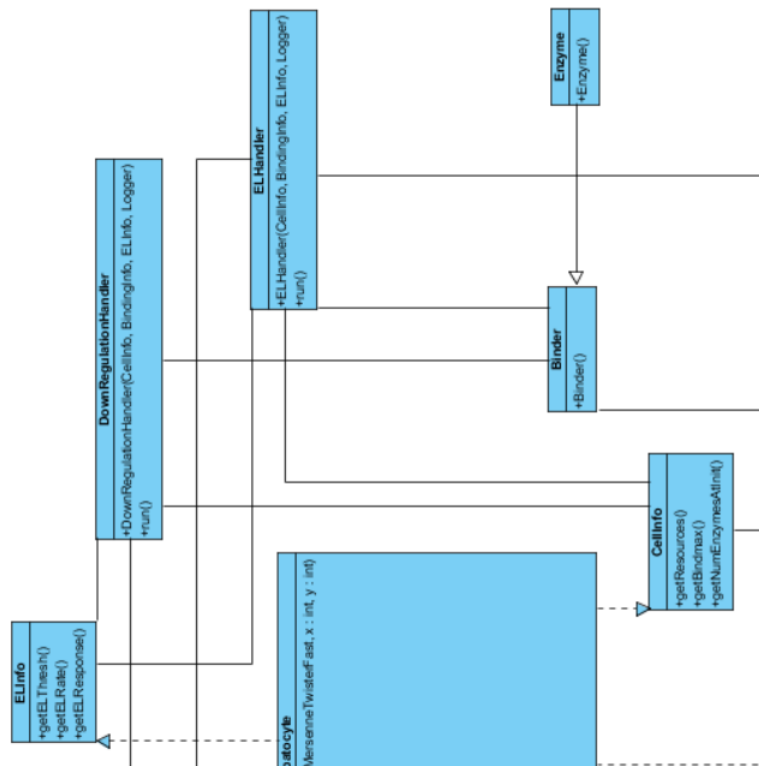 ELInfo
+getELThresh()
+getELRate()
+getELResponse()
DownRegulationHandler
+DownRegulationHandler(CellInfo, BindingInfo, ELInfo, Logger)
+run()
ELHandler
+ELHandler(CellInfo, BindingInfo, ELInfo, Logger)
+run()
patocyte
MersenneTwisterFast, x : int, y : int)
Enzyme
+Enzyme()
Binder
+Binder()
CellInfo
+getResources()
+getBindmax()
+getNumEnzymesAtInit()